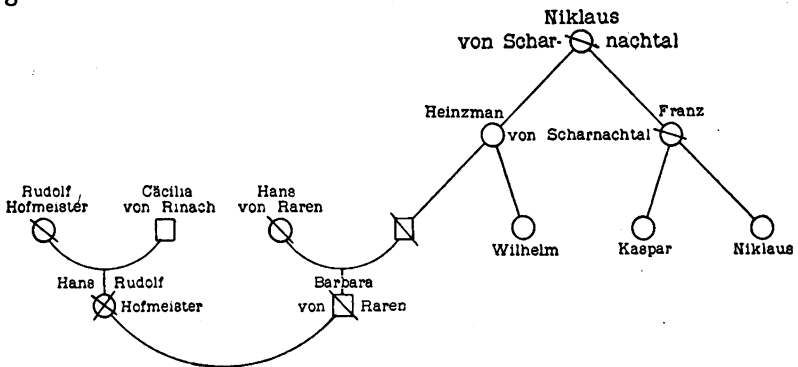 g
Niklaus
von Schar- nachtal
Heinzman
Franz
von Scharnachtal
Rudolf
Hofmeister
Cäcilia
von Rinach
Hans
von Raren
Wilhelm
Kaspar
Niklaus
Hans Rudolf
Hofmeister
Barbara
von Raren